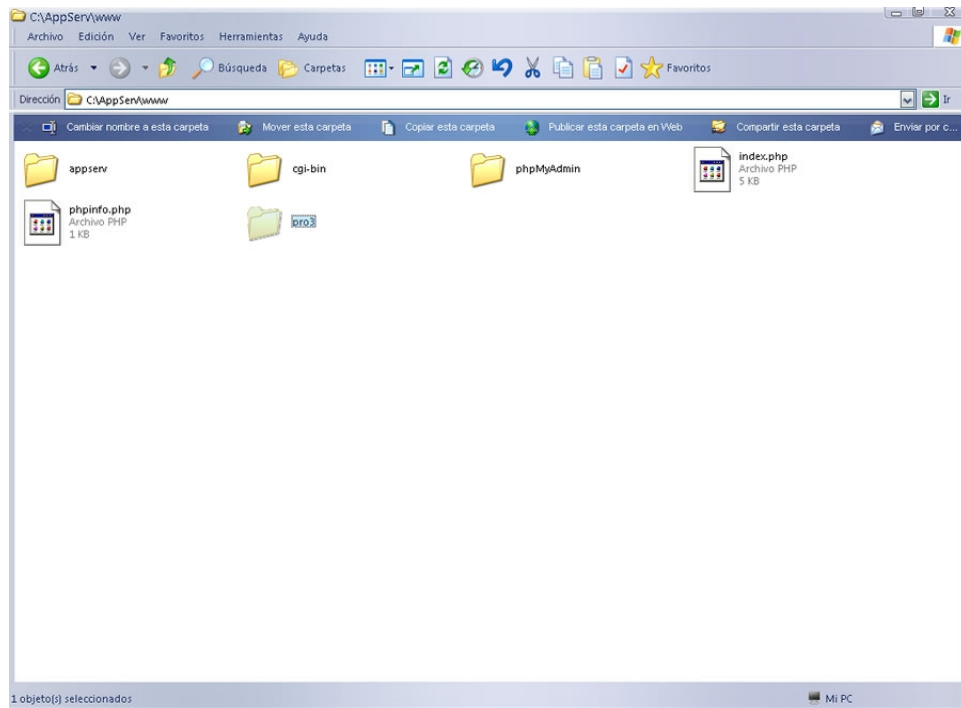 C:\AppServ\www
Archivo Edición Ver Favoritos Herramientas Ayuda
Atrás Búsqueda Carpetas Favoritos
Dirección C:\AppServ\www Ir
Cambiar nombre a esta carpeta Mover esta carpeta Copiar esta carpeta Publicar esta carpeta en Web Compartir esta carpeta Enviar por c...
appserv cgi-bin phpMyAdmin
index.php
Archivo PHP
5 KB
phpinfo.php
Archivo PHP
1 KB
pro3
1 objeto(s) seleccionados Mi PC